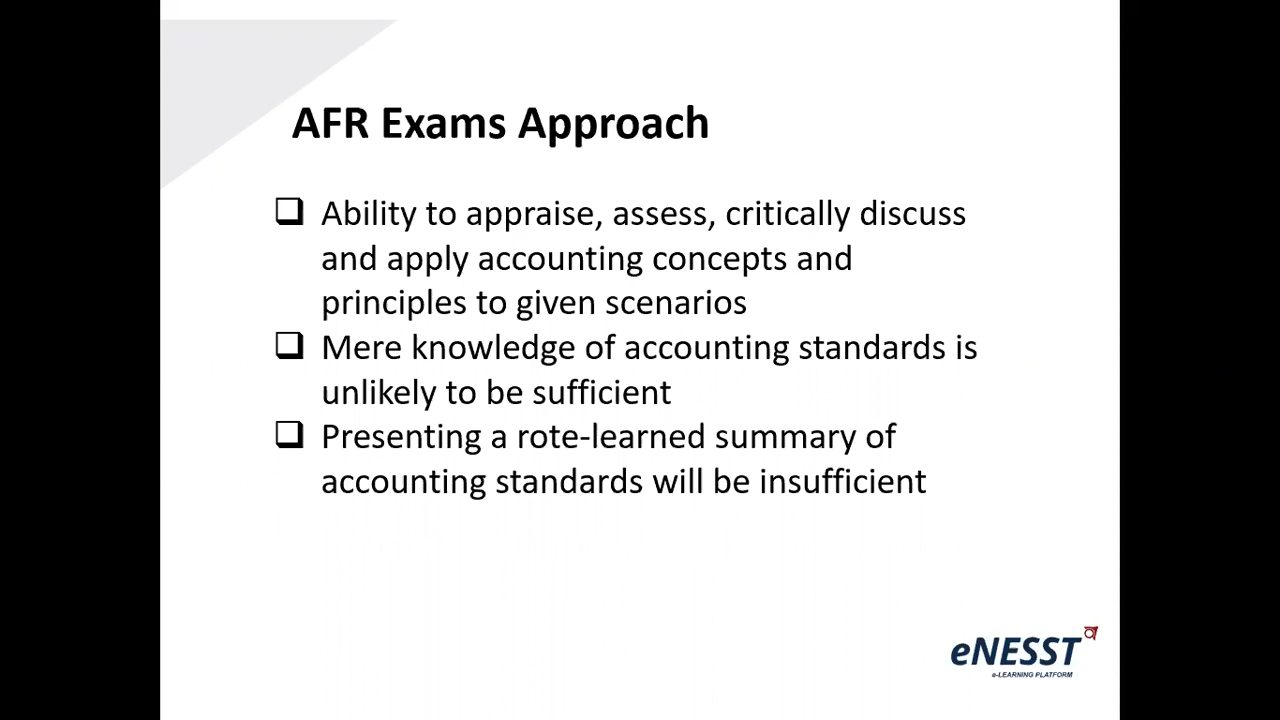 AFR Exams Approach
❑ Ability to appraise, assess, critically discuss
and apply accounting concepts and
principles to given scenarios
❑ Mere knowledge of accounting standards is
unlikely to be sufficient
❑ Presenting a rote-learned summary of
accounting standards will be insufficient
eNESST
e-LEARNING PLATFORM